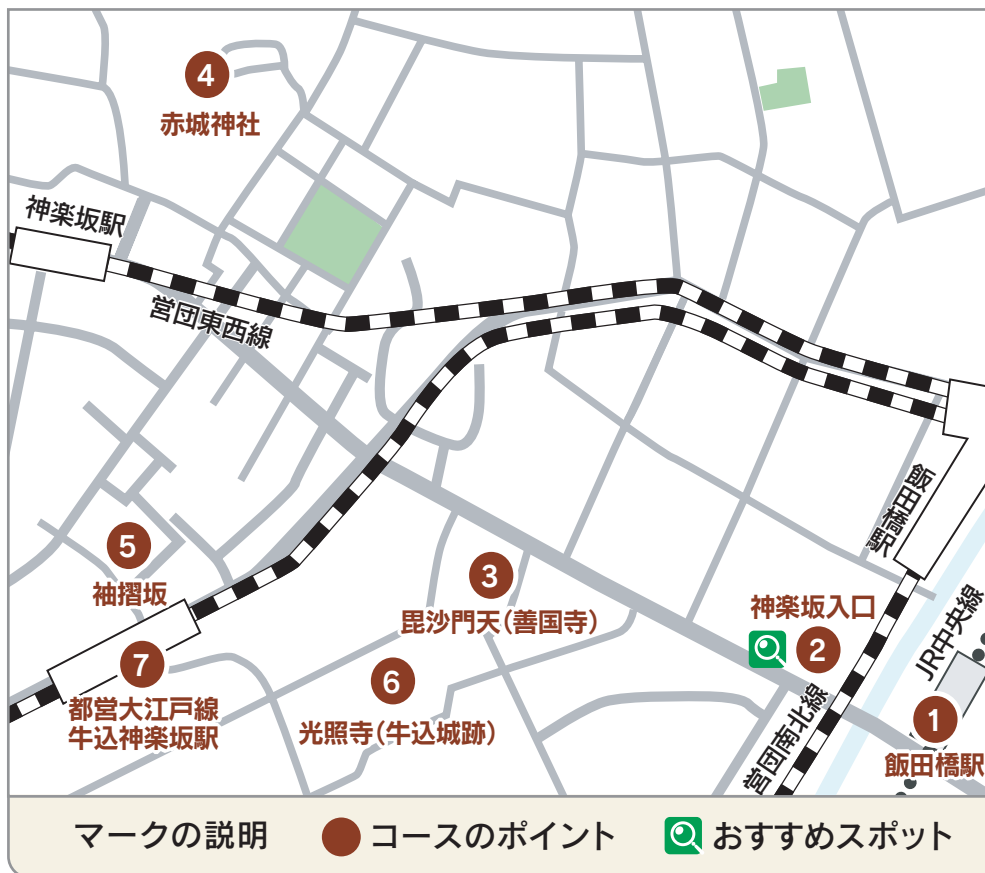 4
赤城神社
神楽坂駅
営団東西線
飯田橋駅
5
袖摺坂
3
毘沙門天(善国寺)
神楽坂入口
2
JR中央線
7
都営大江戸線
牛込神楽坂駅
6
光照寺(牛込城跡)
営団南北線
1
飯田橋駅
マークの説明 コースのポイント おすすめスポット